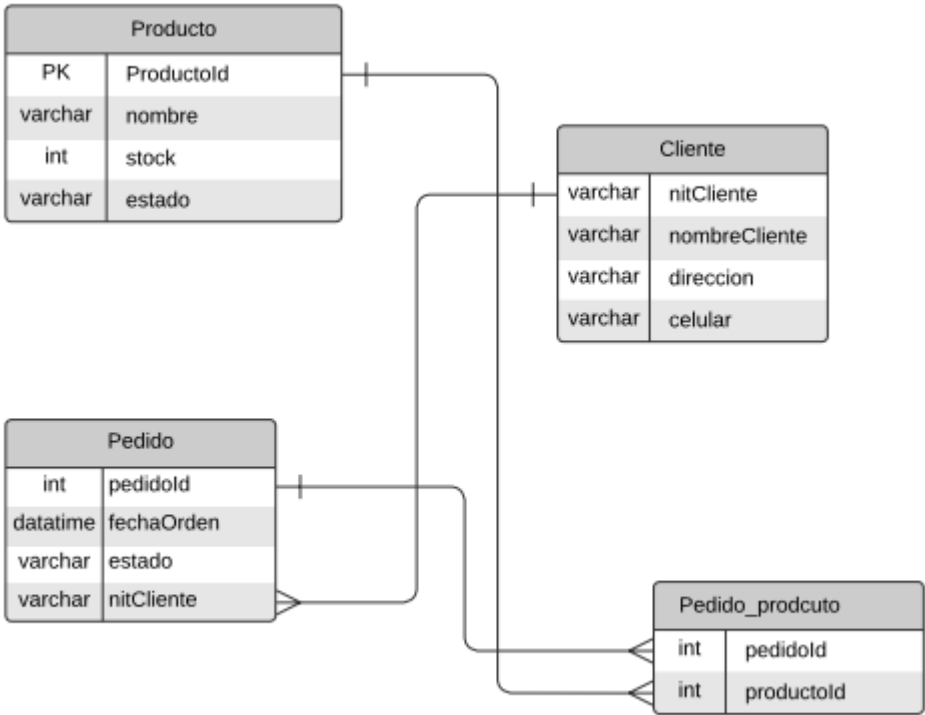 Producto
PK ProductoId
varchar nombre
int stock
varchar estado
Cliente
varchar nitCliente
varchar nombreCliente
varchar direccion
varchar celular
Pedido
int pedidoId
datatime fechaOrden
varchar estado
varchar nitCliente
Pedido_prodcuto
int pedidoId
int productoId